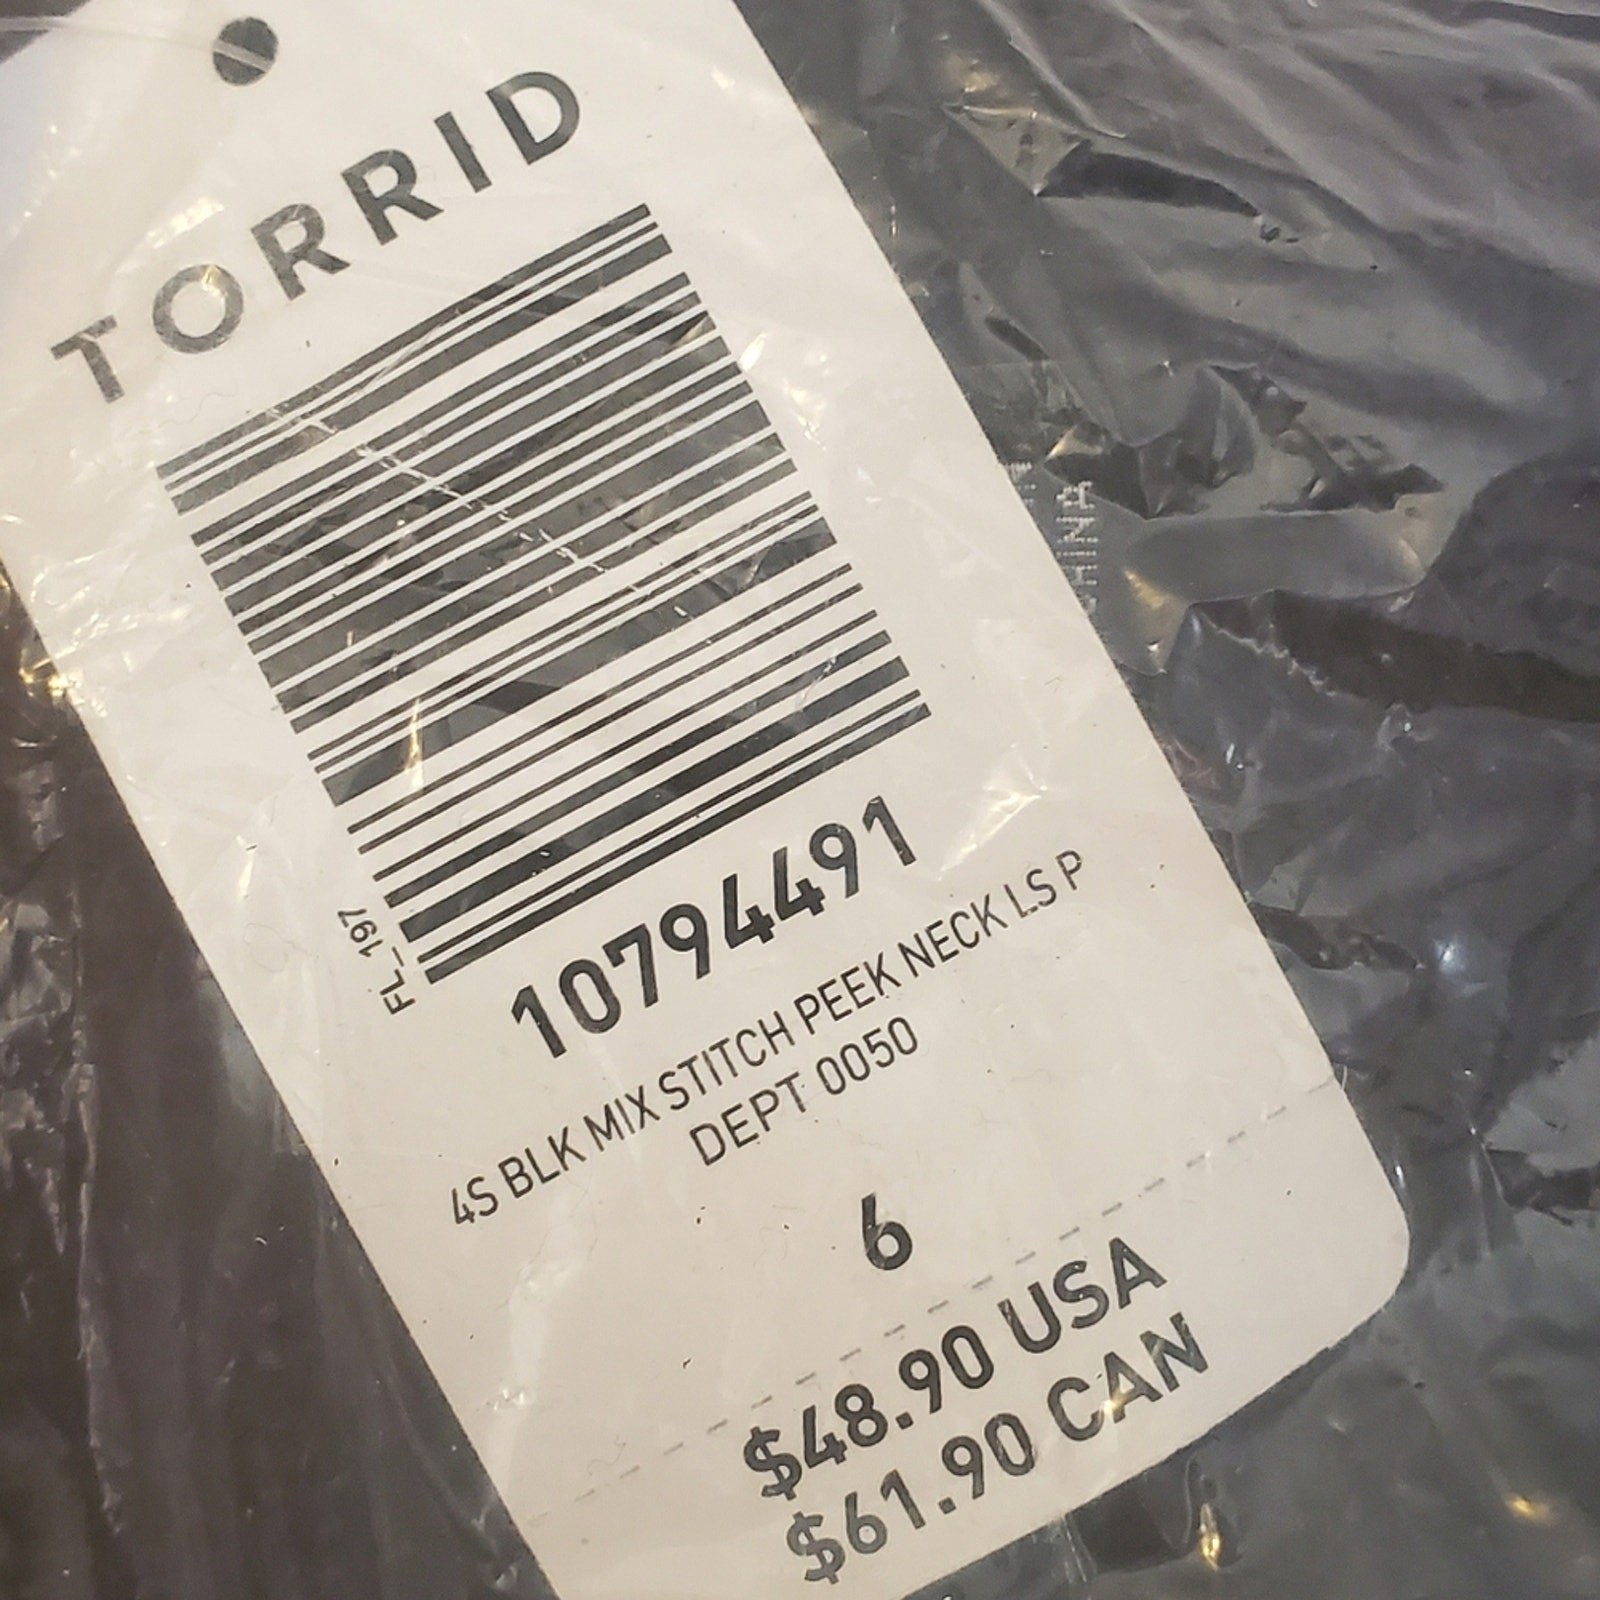 TORRID
FL_197
10794491
4S BLK MIX STITCH PEEK NECK LS P
DEPT 0050
6
$48.90 USA
$61.90 CAN